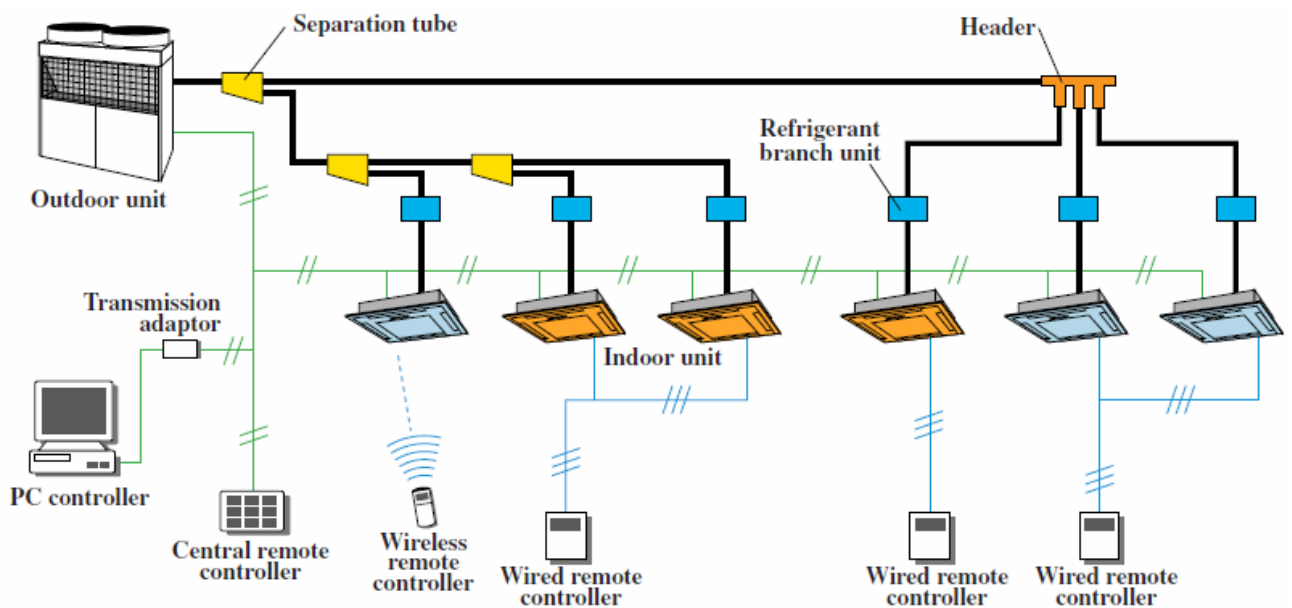 Separation tube
Header
Refrigerant
branch unit
Outdoor unit
Transmission
adaptor
Indoor unit
PC controller
Central remote
controller
Wireless
remote
controller
Wired remote
controller
Wired remote
controller
Wired remote
controller